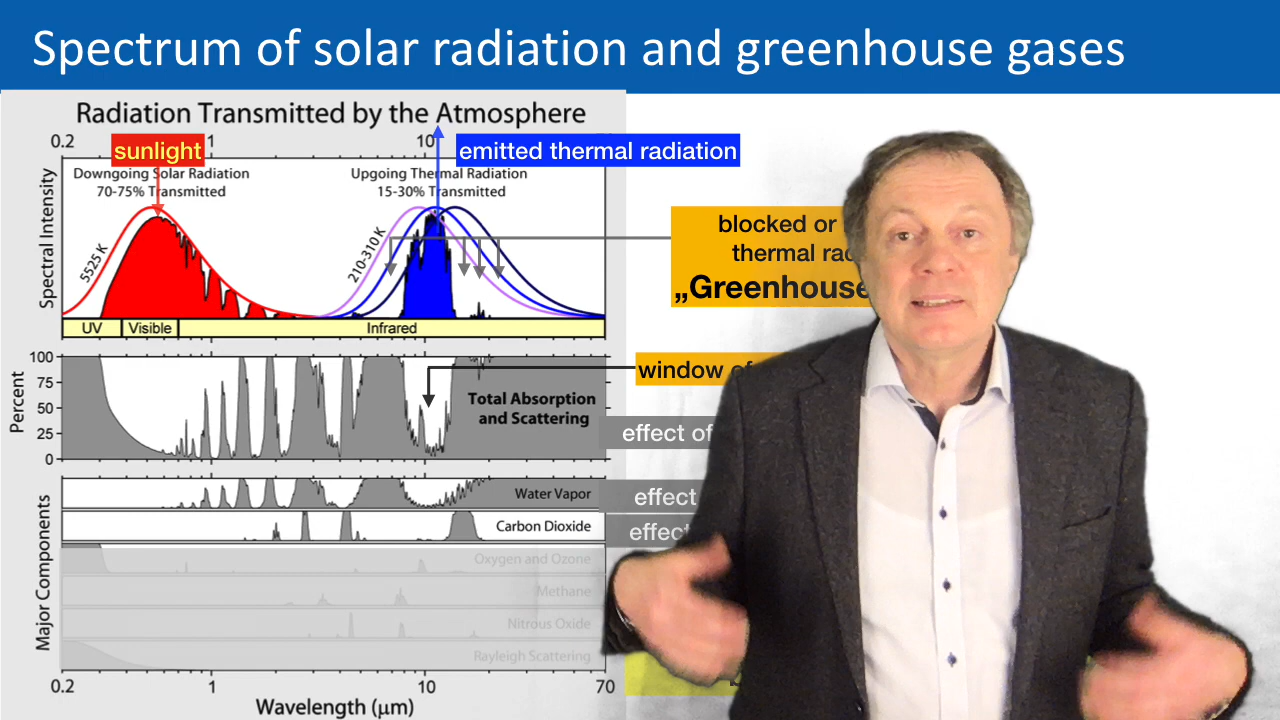 Spectrum of solar radiation and greenhouse gases
Radiation Transmitted by the Atmosphere
0.2 1 10 70
sunlight
emitted thermal radiation
Downgoing Solar Radiation
70-75% Transmitted
Upgoing Thermal Radiation
15-30% Transmitted
Spectral Intensity
5525 K
210-310 K
blocked or
thermal
„Greenhouse
UV Visible Infrared
Percent
100
75
50
25
0
Total Absorption
and Scattering
window
effect of
Major Components
Water Vapor
effect
Carbon Dioxide
effect
Oxygen and Ozone
Methane
Nitrous Oxide
Rayleigh Scattering
0.2 1 10 70
Wavelength (μm)